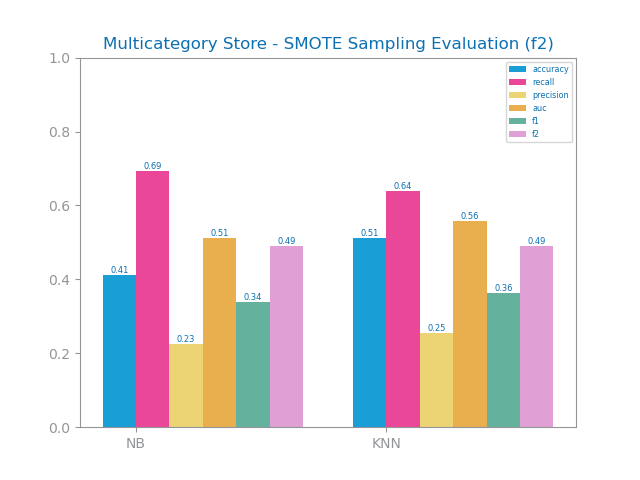 Multicategory Store - SMOTE Sampling Evaluation (f2)
1.0
0.8
0.6
0.4
0.2
0.0
accuracy
recall
precision
auc
f1
f2
0.41
0.69
0.23
0.51
0.34
0.49
0.51
0.64
0.25
0.56
0.36
0.49
NB
KNN